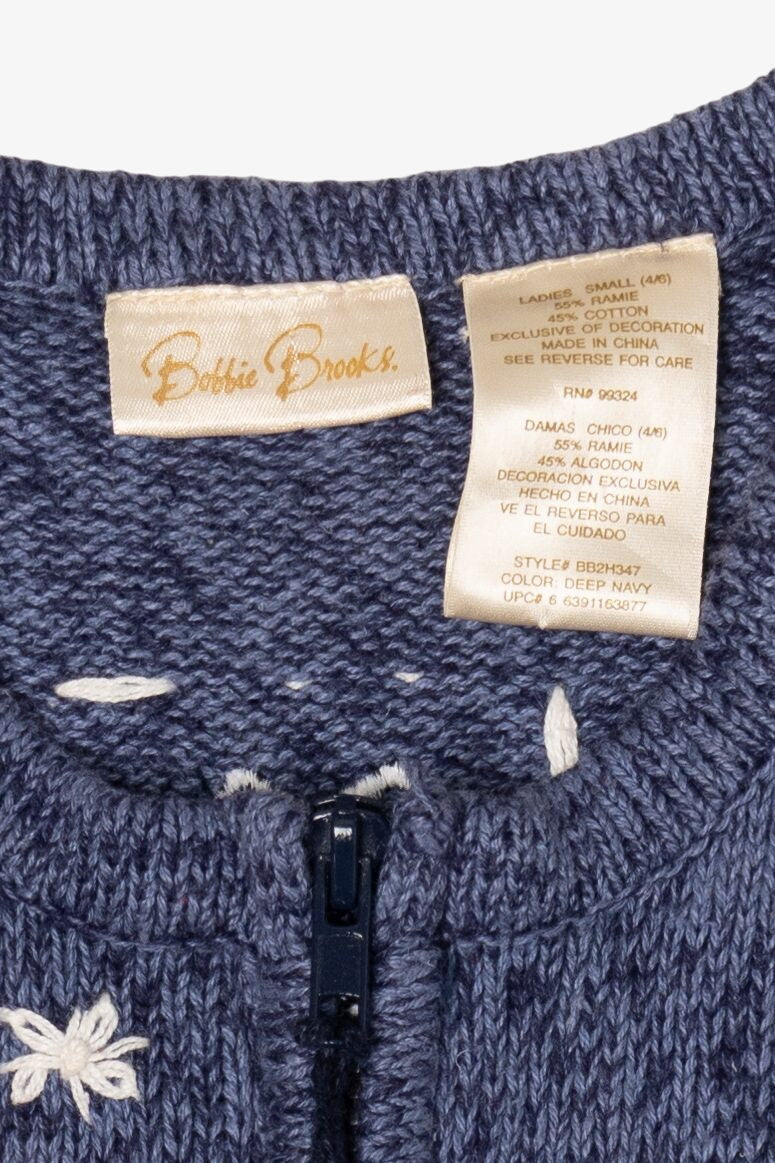 Bobbie Brooks.
LADIES SMALL (4/6)
55% RAMIE
45% COTTON
EXCLUSIVE OF DECORATION
MADE IN CHINA
SEE REVERSE FOR CARE
RN# 99324
DAMAS CHICO (4/6)
55% RAMIE
45% ALGODON
DECORACION EXCLUSIVA
HECHO EN CHINA
VE EL REVERSO PARA
EL CUIDADO
STYLE# BB2H347
COLOR: DEEP NAVY
UPC# 6 6391163877